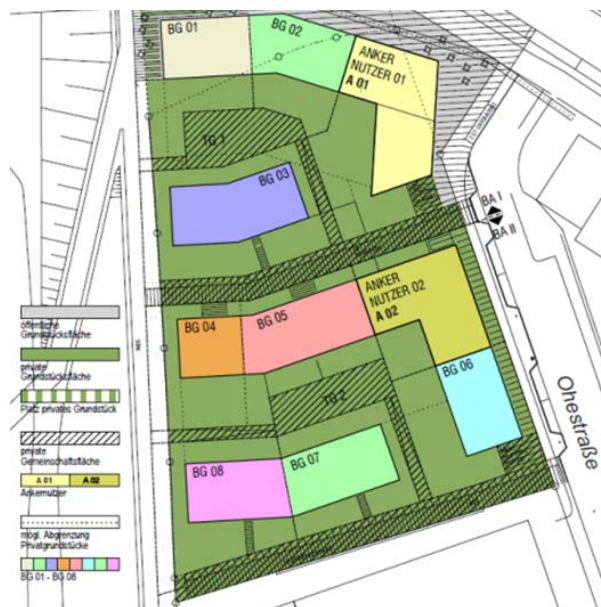 BG 01
BG 02
ANKER
NUTZER 01
A 01
TG 1
BG 03
BA I
BA II
ANKER
NUTZER 02
A 02
BG 04
BG 05
BG 06
TG 2
BG 07
BG 08
Ohestraße
öffentliche
Grundstücksfläche
private
Grundstücksfläche
Platz privates Grundstück
private
Gemeinschaftsfläche
A 01
A 02
Ankernutzer
mögl. Abgrenzung
Privatgrundstücke
BG 01 - BG 08